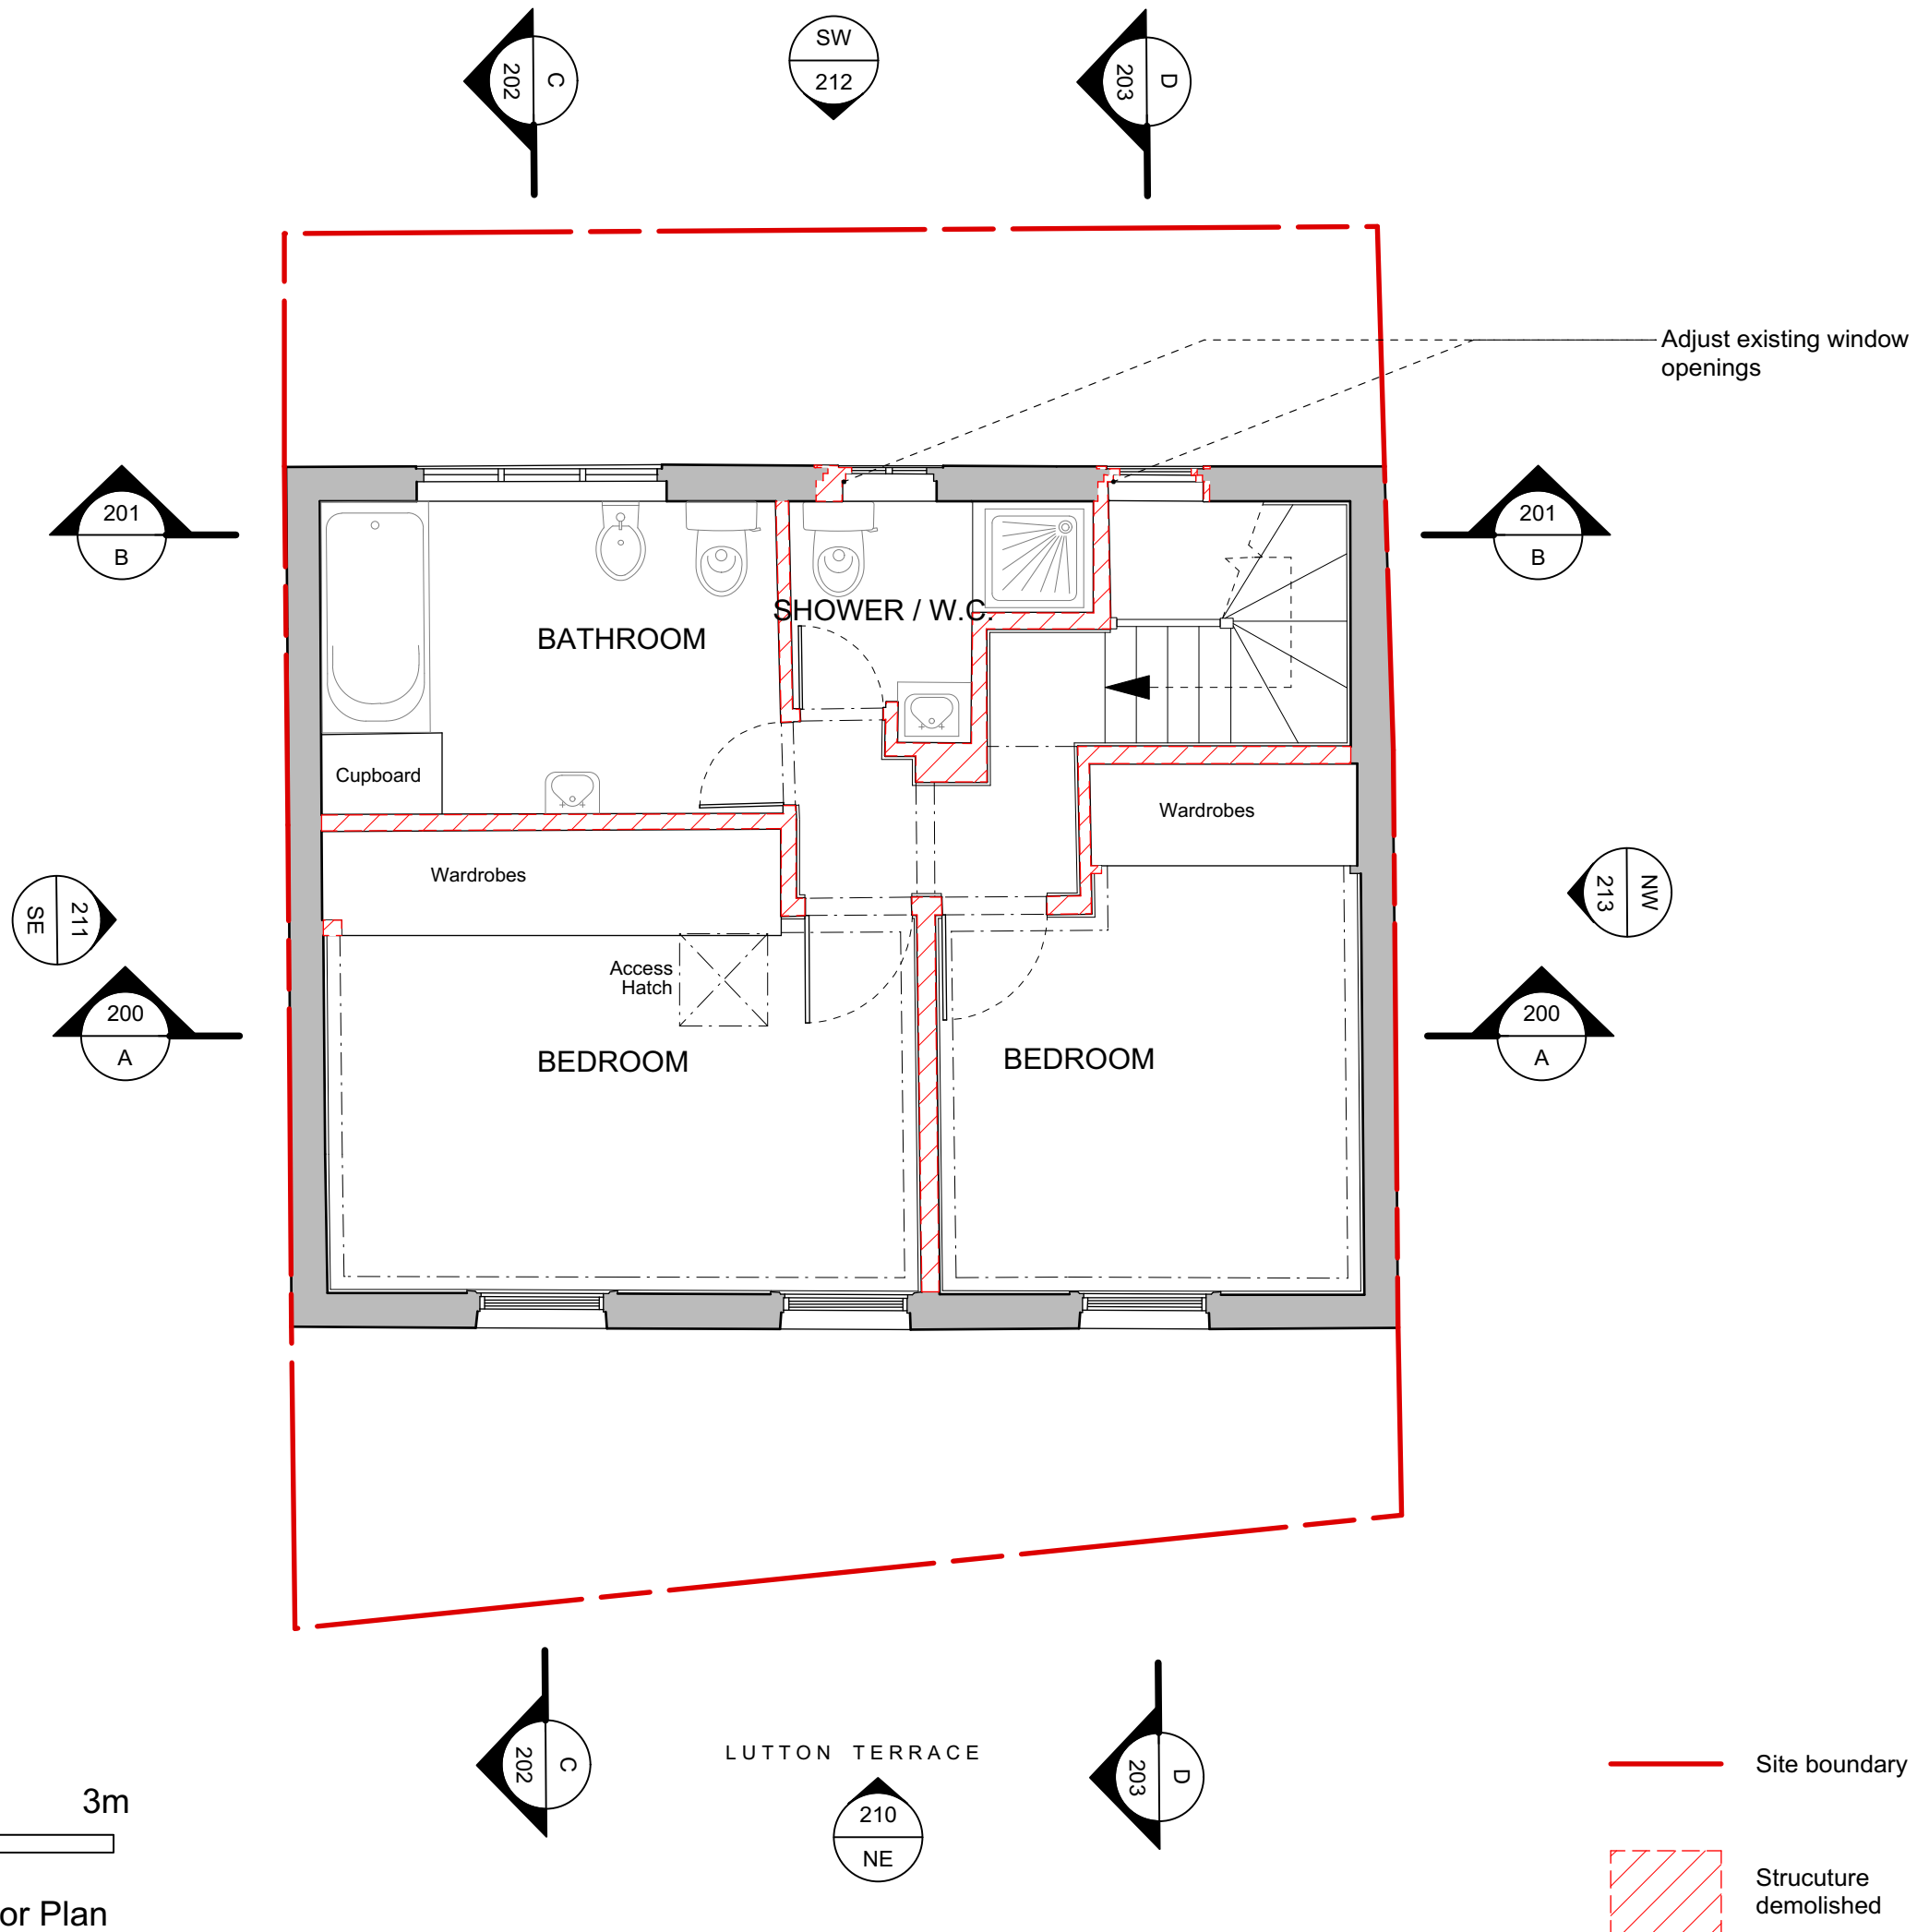 C
202
SW
212
D
203
Adjust existing window
openings
201
B
201
B
SHOWER / W.C.
BATHROOM
Cupboard
Wardrobes
Wardrobes
211
SE
NW
213
Access
Hatch
200
A
200
A
BEDROOM
BEDROOM
C
202
LUTTON TERRACE
D
203
Site boundary
3m
210
NE
Strucuture
demolished
or Plan